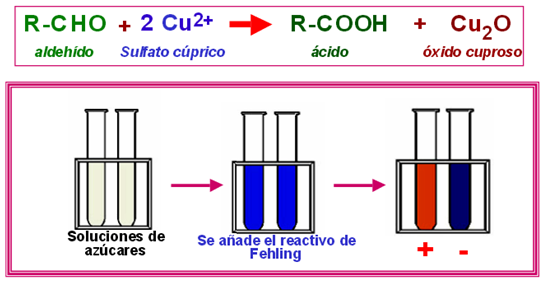 R-CHO + 2 Cu2+ R-COOH + Cu2O
aldehído Sulfato cúprico ácido óxido cuproso
Soluciones de azúcares
Se añade el reactivo de Fehling
+ -